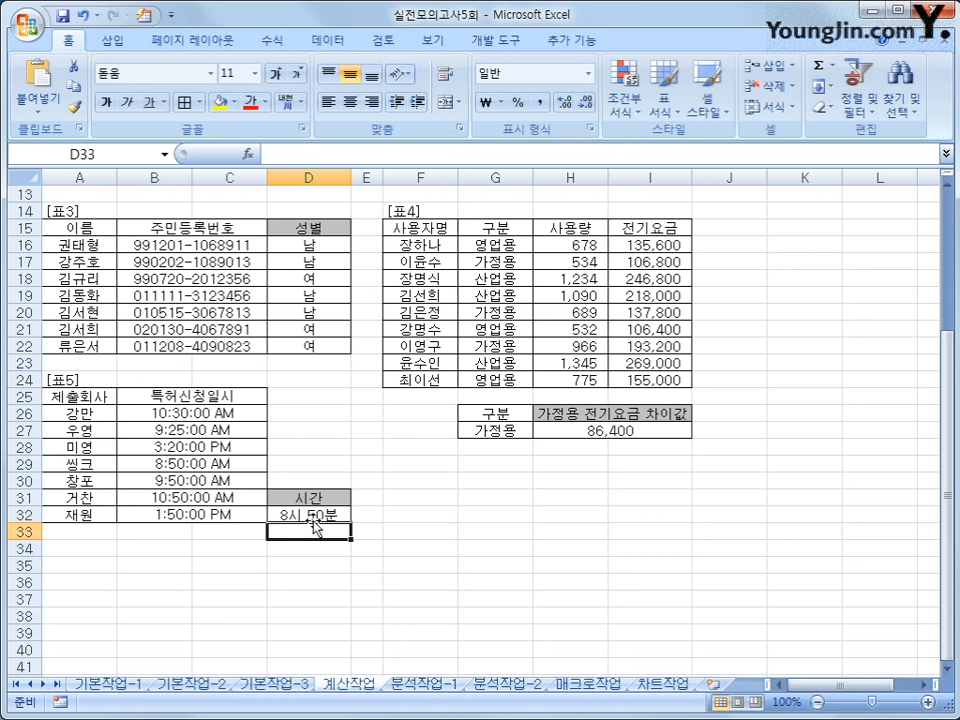 실전모의고사5회 - Microsoft Excel
YoungJin.com Y.
홈 삽입 페이지 레이아웃 수식 데이터 검토 보기 개발 도구 추가 기능
붙여넣기
돋움 11 가 가
가 가 가 가 내천
일반
₩ % , .00 .0
조건부 서식 표 서식 셀 스타일
삽입 삭제 서식
Σ 정렬 및 필터 찾기 및 선택
클립보드 글꼴 맞춤 표시 형식 스타일 셀 편집
D33 fx
A B C D E F G H I J K L
13
14 [표3] [표4]
15 이름 주민등록번호 성별 사용자명 구분 사용량 전기요금
16 권태형 991201-1068911 남 장하나 영업용 678 135,600
17 강주호 990202-1089013 남 이윤수 가정용 534 106,800
18 김규리 990720-2012356 여 장명식 산업용 1,234 246,800
19 김동화 011111-3123456 남 김선희 산업용 1,090 218,000
20 김서현 010515-3067813 남 김은정 가정용 689 137,800
21 김서희 020130-4067891 여 강명수 영업용 532 106,400
22 류은서 011208-4090823 여 이영구 가정용 966 193,200
23 윤수인 산업용 1,345 269,000
24 [표5] 최이선 영업용 775 155,000
25 제출회사 특허신청일시
26 강만 10:30:00 AM 구분 가정용 전기요금 차이값
27 우영 9:25:00 AM 가정용 86,400
28 미영 3:20:00 PM
29 씽크 8:50:00 AM
30 창포 9:50:00 AM
31 거찬 10:50:00 AM 시간
32 재원 1:50:00 PM 8시 50분
33
34
35
36
37
38
39
40
41
기본작업-1 기본작업-2 기본작업-3 계산작업 분석작업-1 분석작업-2 매크로작업 차트작업
준비 100%